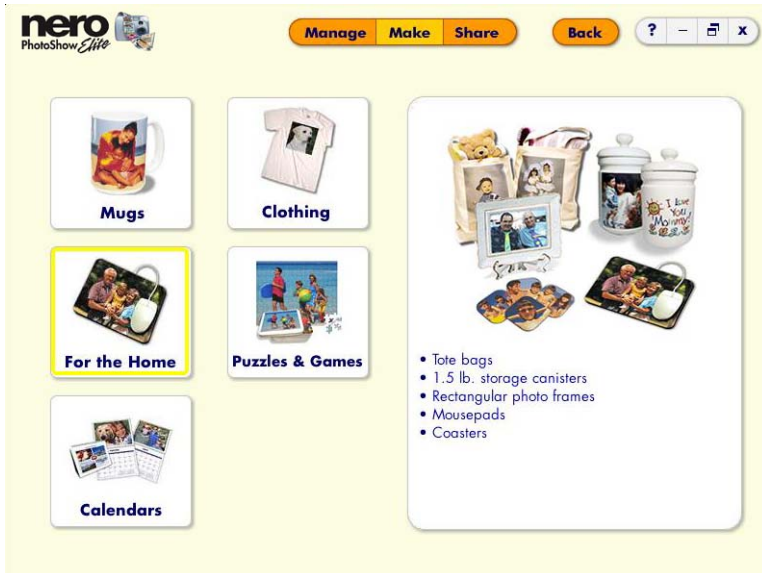 nero
PhotoShow Elite
Manage Make Share Back ? – x
Mugs
Clothing
I Love
You
Mommy!
For the Home
Puzzles & Games
• Tote bags
• 1.5 lb. storage canisters
• Rectangular photo frames
• Mousepads
• Coasters
Calendars